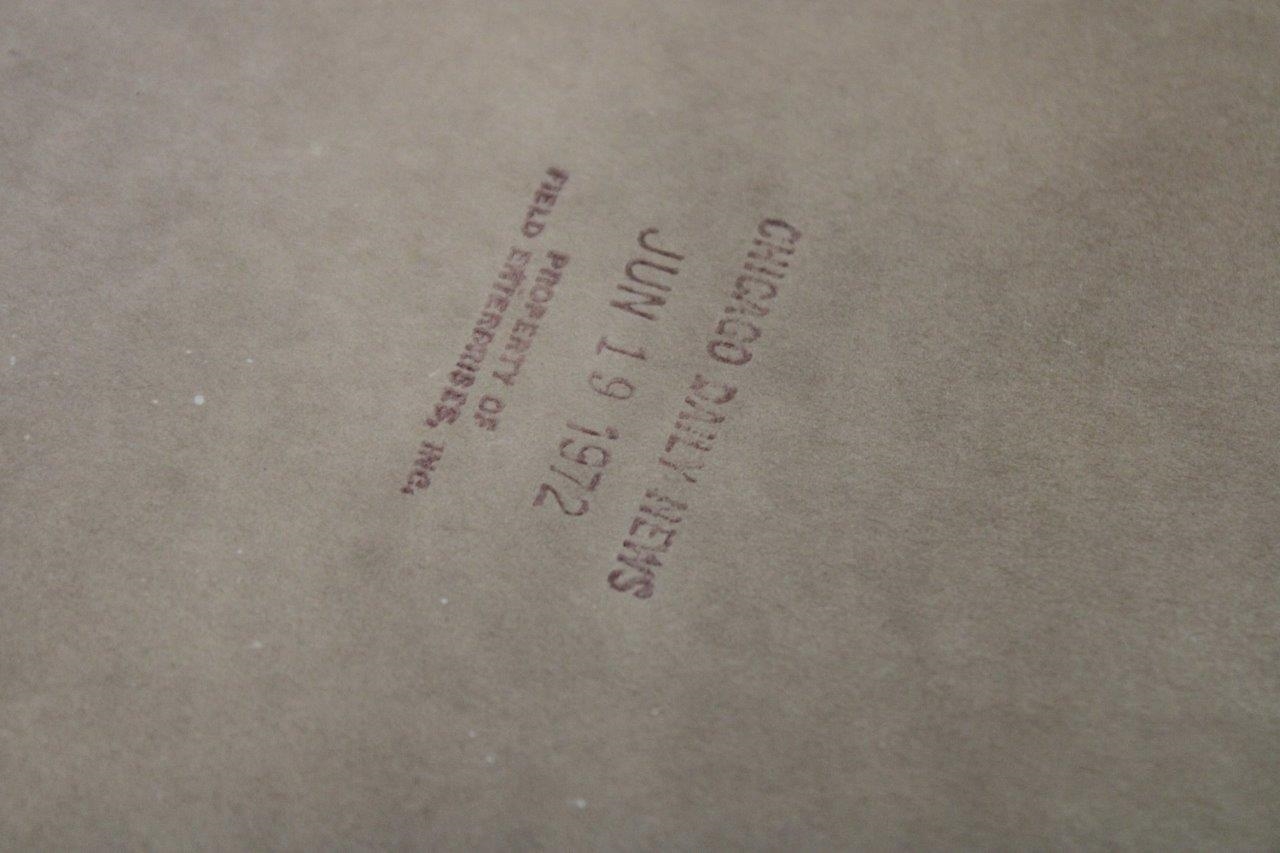 CHICAGO DAILY NEWS
JUN 19 1972
PROPERTY OF
FIELD ENTERPRISES, INC.